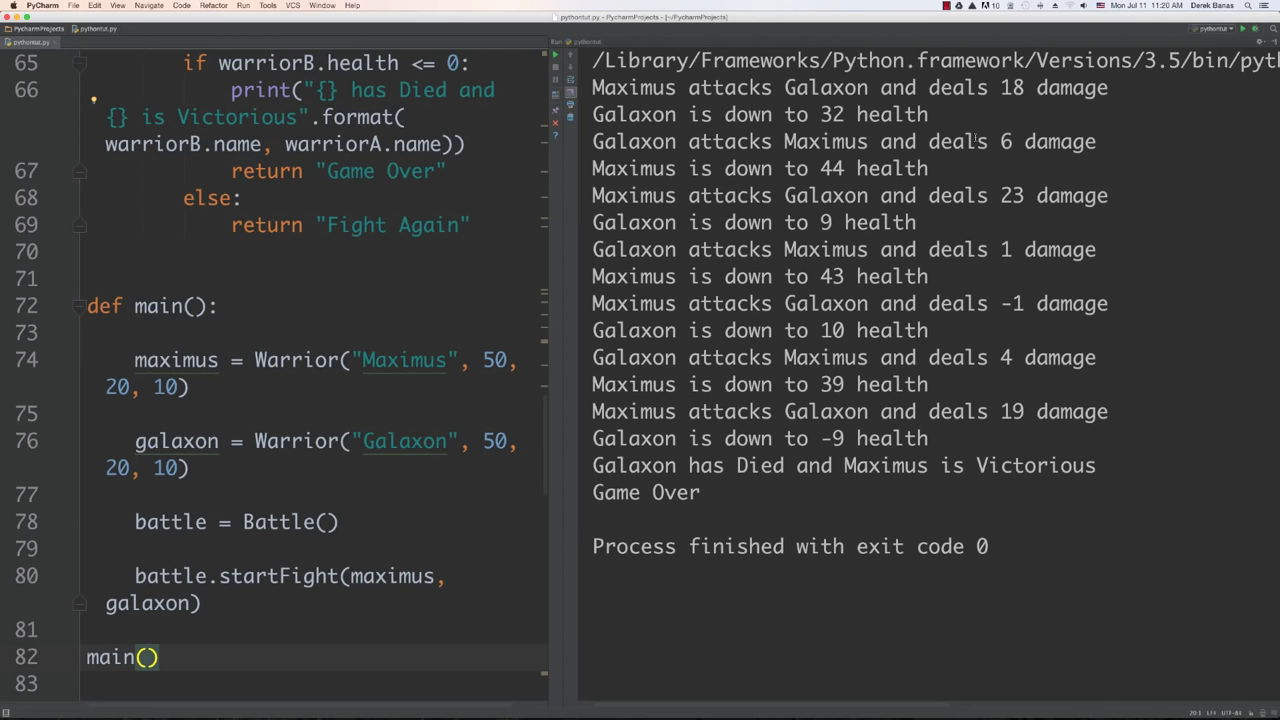 PyCharm File Edit View Navigate Code Refactor Run Tools VCS Window Help
10 Mon Jul 11 11:20 AM Derek Banas
pythontut.py - PycharmProjects - [~/PycharmProjects]
PycharmProjects pythontut.py
pythontut
pythontut.py
Run: pythontut
65 if warriorB.health <= 0:
66 print("{} has Died and
{} is Victorious".format(
warriorB.name, warriorA.name))
67 return "Game Over"
68 else:
69 return "Fight Again"
70
71
72 def main():
73
74 maximus = Warrior("Maximus", 50,
20, 10)
75
76 galaxon = Warrior("Galaxon", 50,
20, 10)
77
78 battle = Battle()
79
80 battle.startFight(maximus,
galaxon)
81
82 main()
83
/Library/Frameworks/Python.framework/Versions/3.5/bin/pyth
Maximus attacks Galaxon and deals 18 damage
Galaxon is down to 32 health
Galaxon attacks Maximus and deals 6 damage
Maximus is down to 44 health
Maximus attacks Galaxon and deals 23 damage
Galaxon is down to 9 health
Galaxon attacks Maximus and deals 1 damage
Maximus is down to 43 health
Maximus attacks Galaxon and deals -1 damage
Galaxon is down to 10 health
Galaxon attacks Maximus and deals 4 damage
Maximus is down to 39 health
Maximus attacks Galaxon and deals 19 damage
Galaxon is down to -9 health
Galaxon has Died and Maximus is Victorious
Game Over
Process finished with exit code 0
LF÷ UTF-8÷